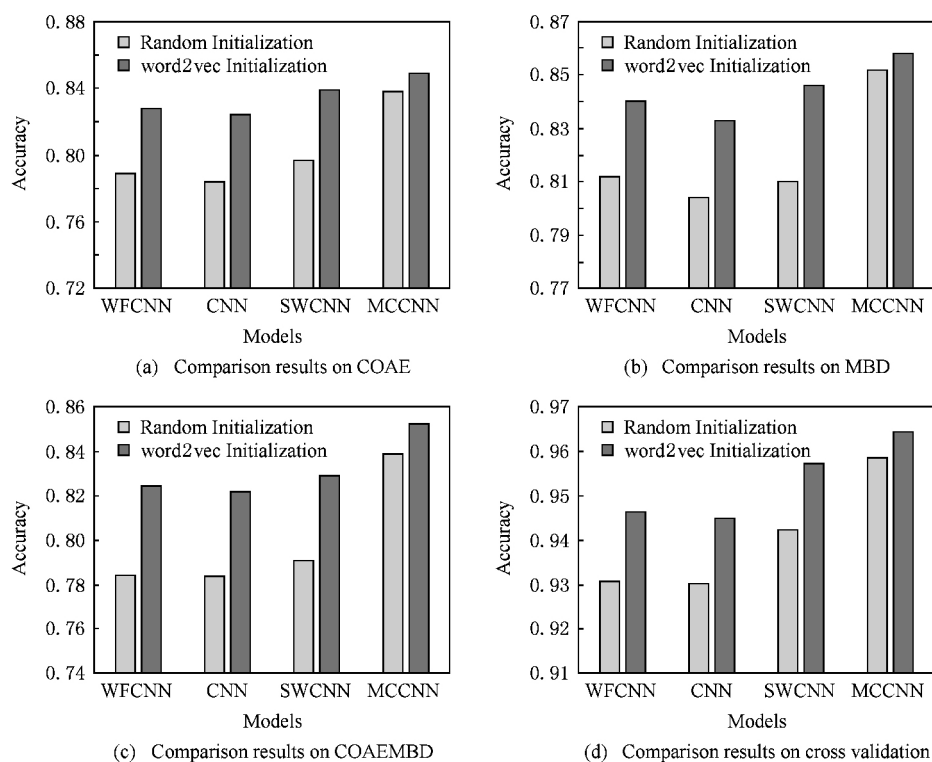 0.88
0.84
0.80
0.76
0.72
Accuracy
Random Initialization
word2vec Initialization
WFCNN CNN SWCNN MCCNN
Models
(a) Comparison results on COAE
0.87
0.85
0.83
0.81
0.79
0.77
Accuracy
Random Initialization
word2vec Initialization
WFCNN CNN SWCNN MCCNN
Models
(b) Comparison results on MBD
0.86
0.84
0.82
0.80
0.78
0.76
0.74
Accuracy
Random Initialization
word2vec Initialization
WFCNN CNN SWCNN MCCNN
Models
(c) Comparison results on COAEMBD
0.97
0.96
0.95
0.94
0.93
0.92
0.91
Accuracy
Random Initialization
word2vec Initialization
WFCNN CNN SWCNN MCCNN
Models
(d) Comparison results on cross validation